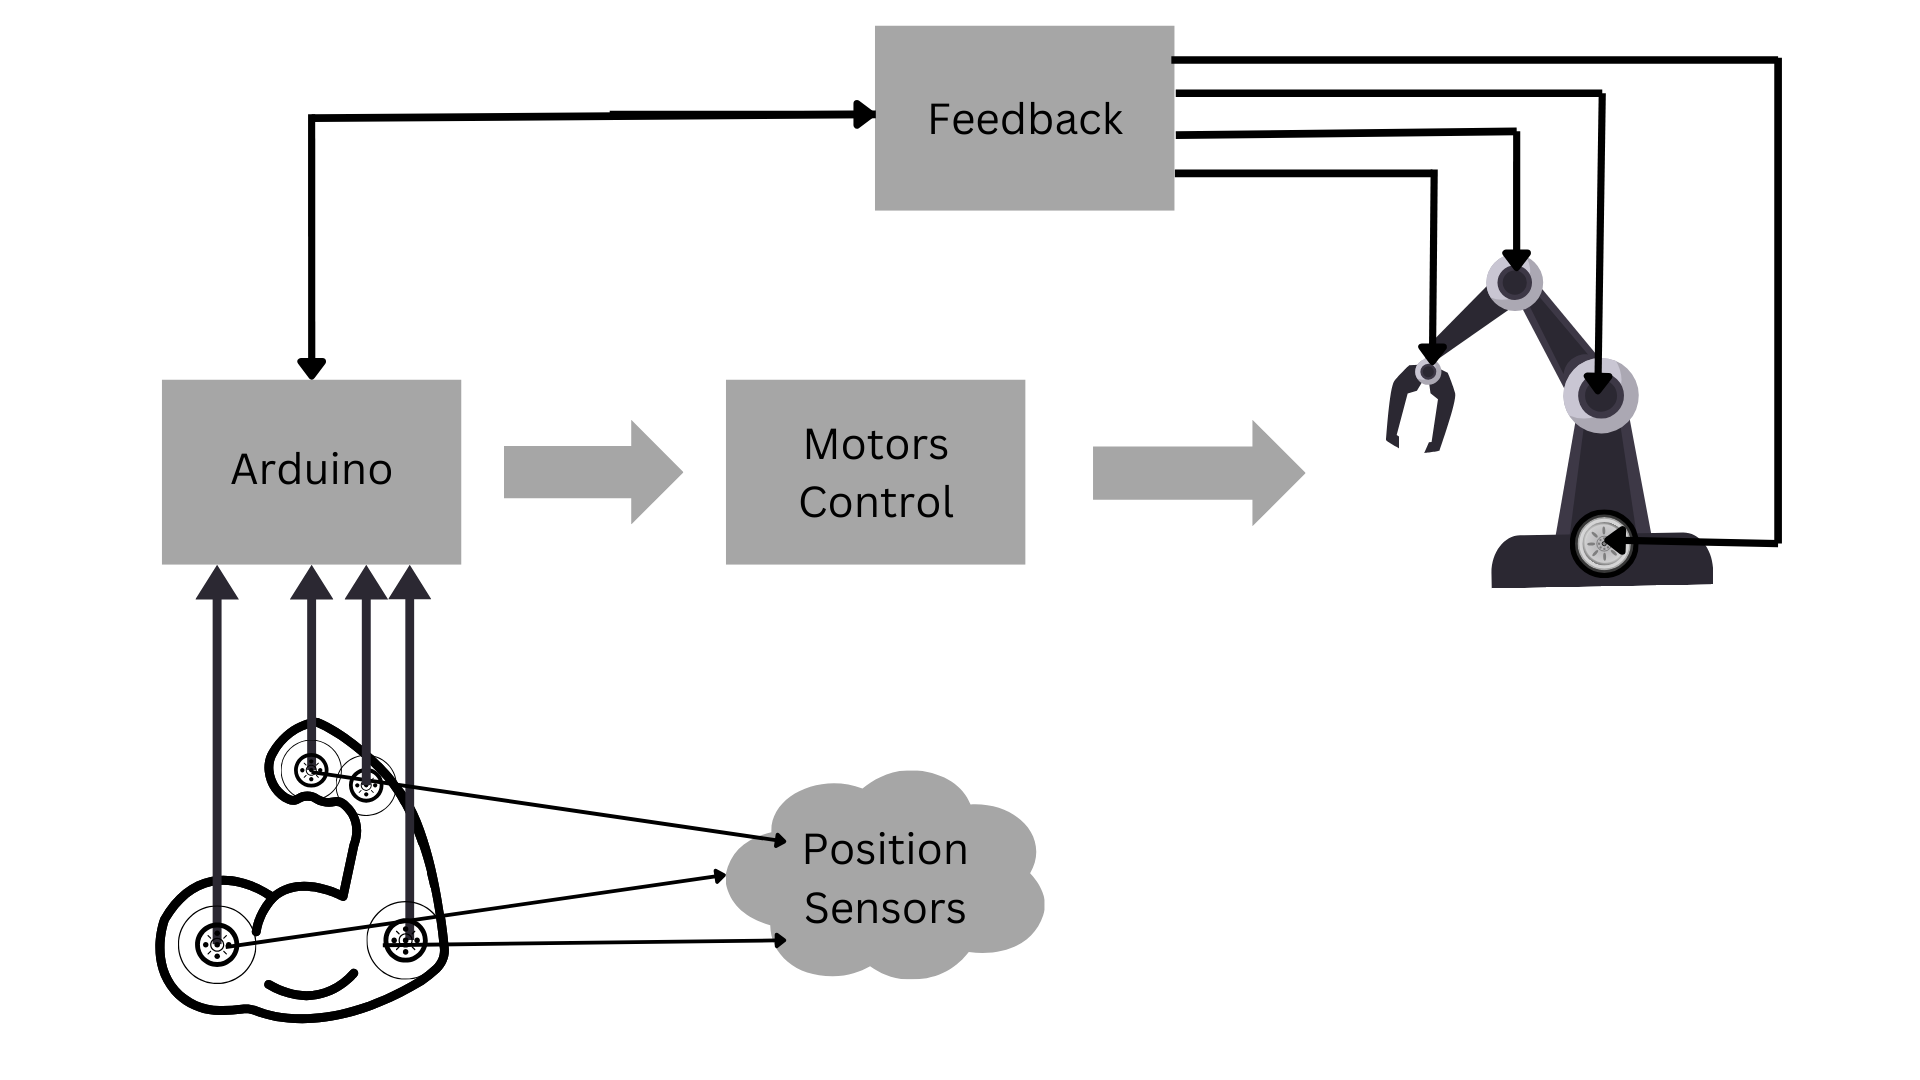 Feedback
Arduino
Motors
Control
Position
Sensors